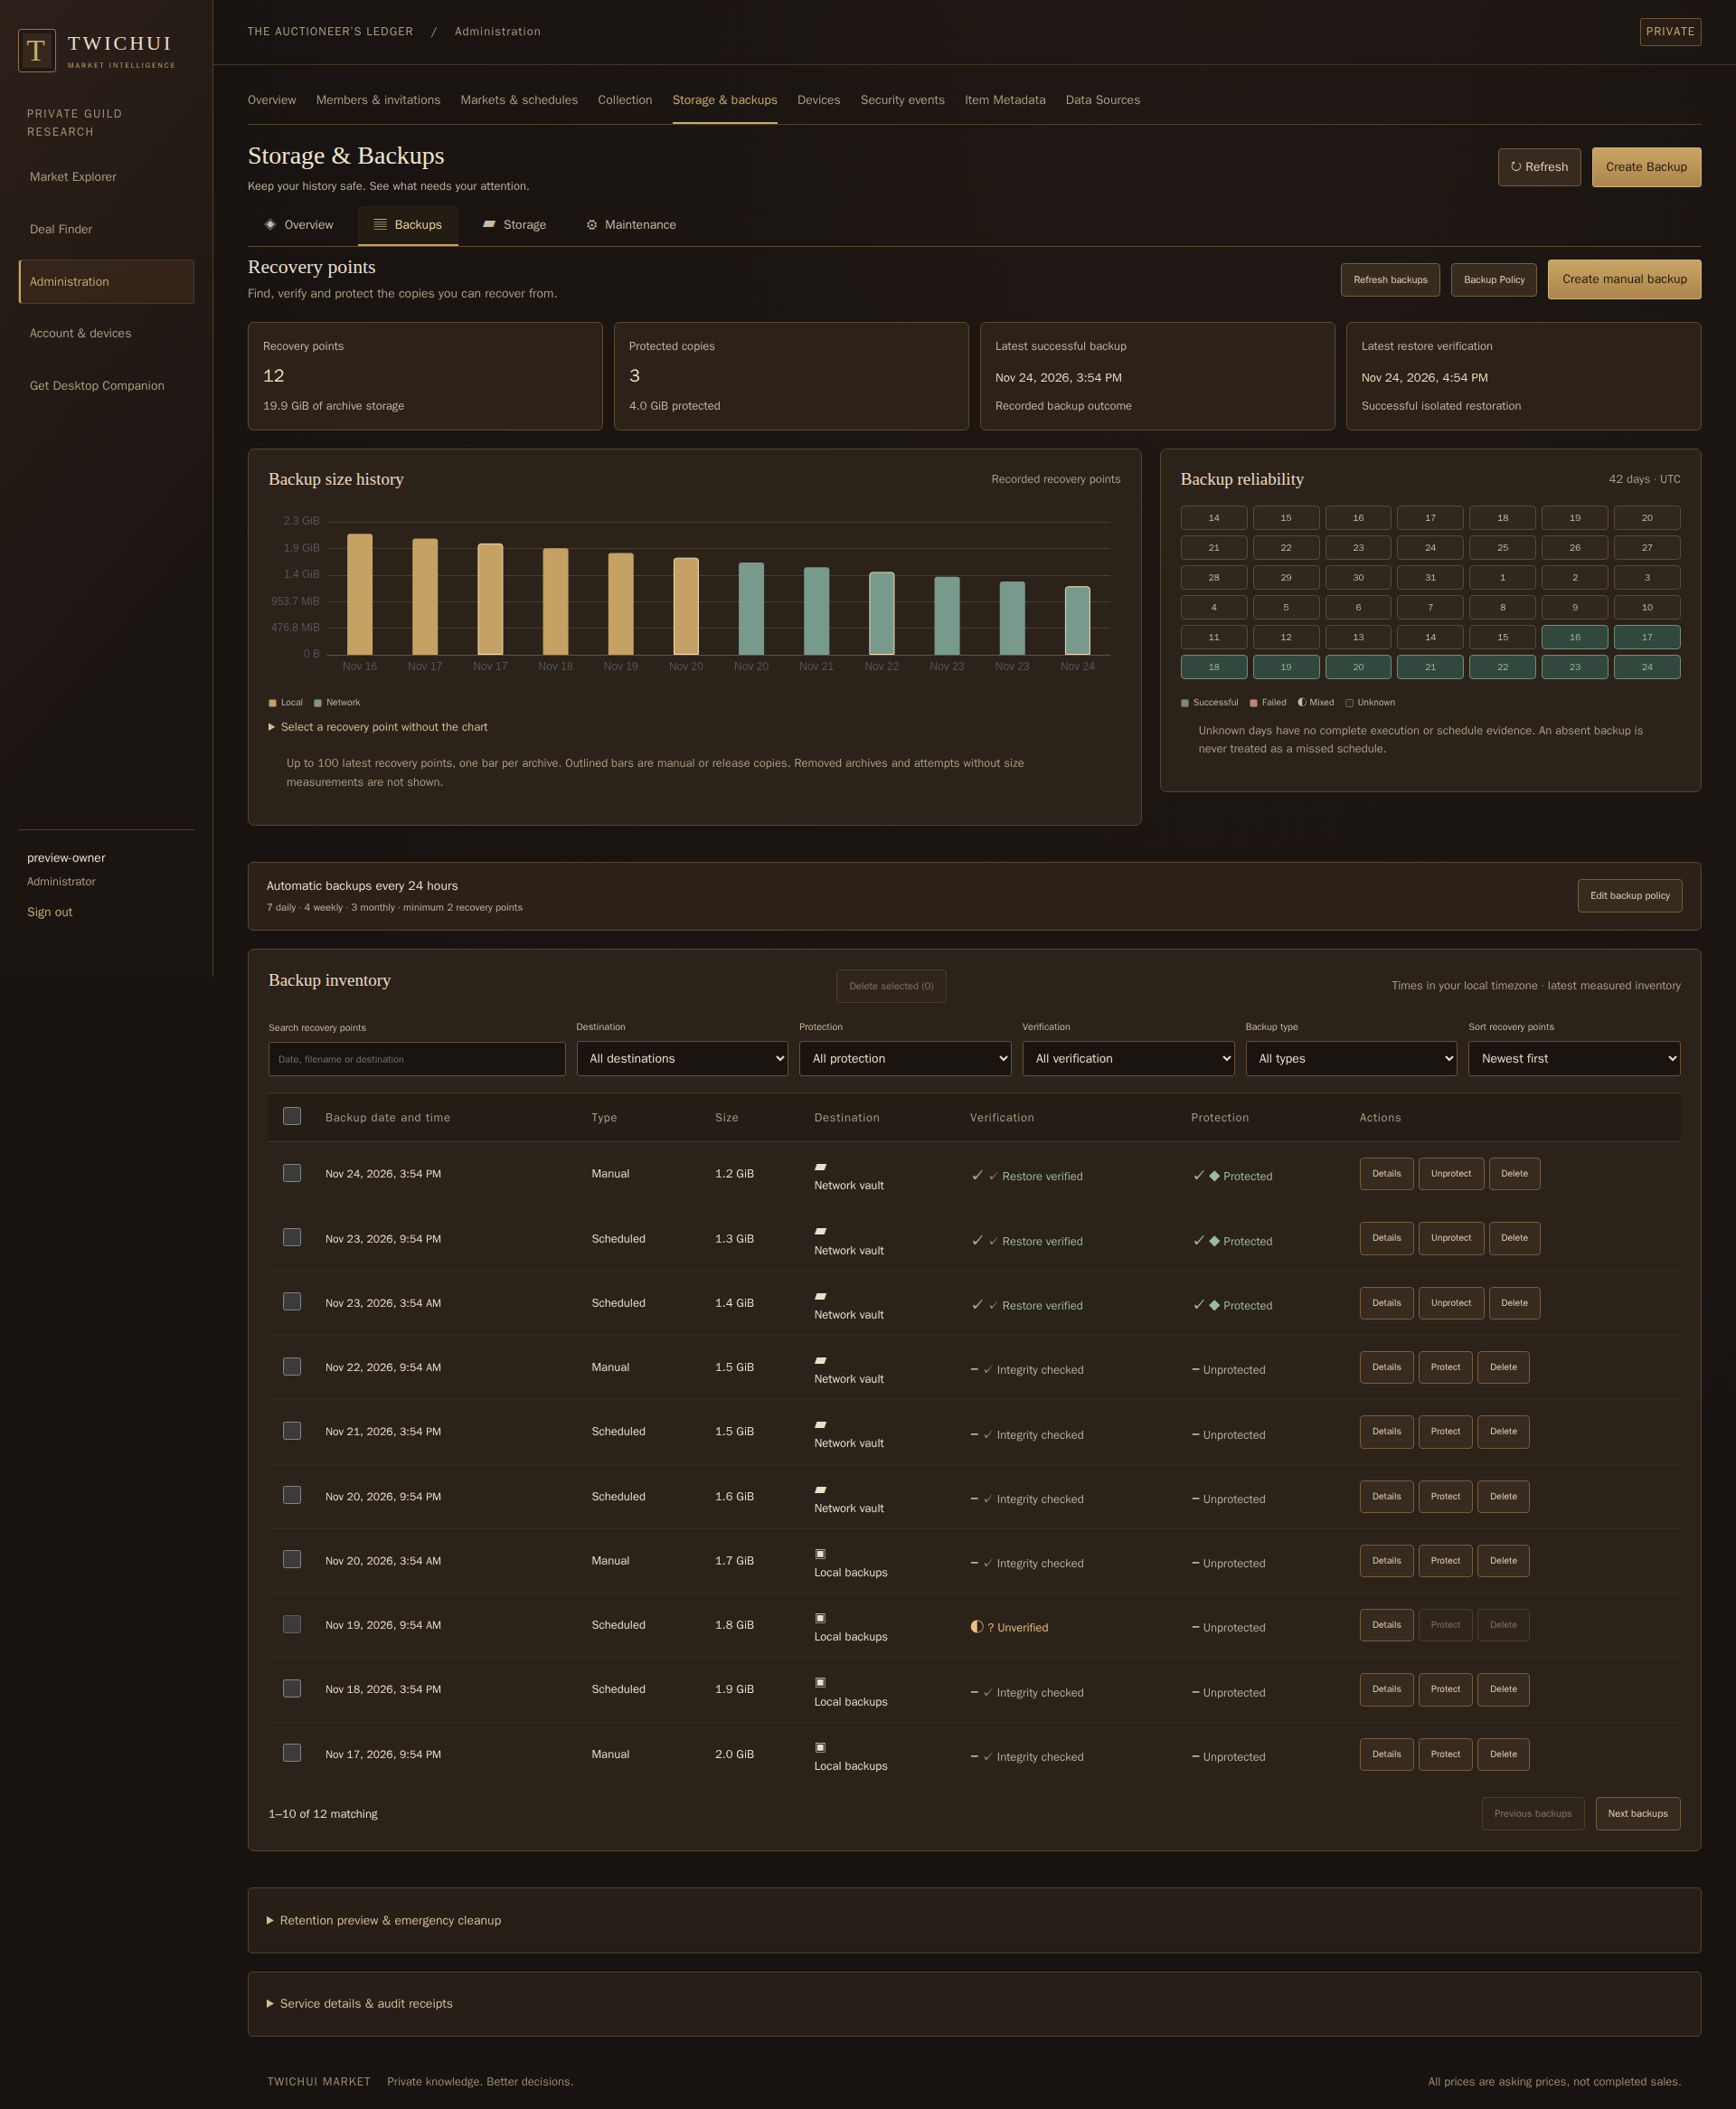 T
TWICHUI
MARKET INTELLIGENCE
PRIVATE GUILD
RESEARCH
Market Explorer
Deal Finder
Administration
Account & devices
Get Desktop Companion
preview-owner
Administrator
Sign out
THE AUCTIONEER'S LEDGER / Administration
PRIVATE
Overview Members & invitations Markets & schedules Collection Storage & backups Devices Security events Item Metadata Data Sources
Storage & Backups
Keep your history safe. See what needs your attention.
↻ Refresh Create Backup
Overview Backups Storage Maintenance
Recovery points
Find, verify and protect the copies you can recover from.
Refresh backups Backup Policy Create manual backup
Recovery points
12
19.9 GiB of archive storage
Protected copies
3
4.0 GiB protected
Latest successful backup
Nov 24, 2026, 3:54 PM
Recorded backup outcome
Latest restore verification
Nov 24, 2026, 4:54 PM
Successful isolated restoration
Backup size history Recorded recovery points
2.3 GiB
1.9 GiB
1.4 GiB
953.7 MiB
476.8 MiB
0 B
Nov 16 Nov 17 Nov 17 Nov 18 Nov 19 Nov 20 Nov 20 Nov 21 Nov 22 Nov 23 Nov 23 Nov 24
Local Network
▶ Select a recovery point without the chart
Up to 100 latest recovery points, one bar per archive. Outlined bars are manual or release copies. Removed archives and attempts without size
measurements are not shown.
Backup reliability 42 days · UTC
14 15 16 17 18 19 20
21 22 23 24 25 26 27
28 29 30 31 1 2 3
4 5 6 7 8 9 10
11 12 13 14 15 16 17
18 19 20 21 22 23 24
Successful Failed Mixed Unknown
Unknown days have no complete execution or schedule evidence. An absent backup is
never treated as a missed schedule.
Automatic backups every 24 hours
7 daily · 4 weekly · 3 monthly · minimum 2 recovery points
Edit backup policy
Backup inventory Delete selected (0) Times in your local timezone · latest measured inventory
Search recovery points Destination Protection Verification Backup type Sort recovery points
Date, filename or destination All destinations All protection All verification All types Newest first
Backup date and time Type Size Destination Verification Protection Actions
Nov 24, 2026, 3:54 PM Manual 1.2 GiB Network vault ✓ ✓ Restore verified ✓ ◆ Protected Details Unprotect Delete
Nov 23, 2026, 9:54 PM Scheduled 1.3 GiB Network vault ✓ ✓ Restore verified ✓ ◆ Protected Details Unprotect Delete
Nov 23, 2026, 3:54 AM Scheduled 1.4 GiB Network vault ✓ ✓ Restore verified ✓ ◆ Protected Details Unprotect Delete
Nov 22, 2026, 9:54 AM Manual 1.5 GiB Network vault – ✓ Integrity checked – Unprotected Details Protect Delete
Nov 21, 2026, 3:54 PM Scheduled 1.5 GiB Network vault – ✓ Integrity checked – Unprotected Details Protect Delete
Nov 20, 2026, 9:54 PM Scheduled 1.6 GiB Network vault – ✓ Integrity checked – Unprotected Details Protect Delete
Nov 20, 2026, 3:54 AM Manual 1.7 GiB Local backups – ✓ Integrity checked – Unprotected Details Protect Delete
Nov 19, 2026, 9:54 AM Scheduled 1.8 GiB Local backups ◐ ? Unverified – Unprotected Details Protect Delete
Nov 18, 2026, 3:54 PM Scheduled 1.9 GiB Local backups – ✓ Integrity checked – Unprotected Details Protect Delete
Nov 17, 2026, 9:54 PM Manual 2.0 GiB Local backups – ✓ Integrity checked – Unprotected Details Protect Delete
1–10 of 12 matching Previous backups Next backups
▶ Retention preview & emergency cleanup
▶ Service details & audit receipts
TWICHUI MARKET Private knowledge. Better decisions. All prices are asking prices, not completed sales.